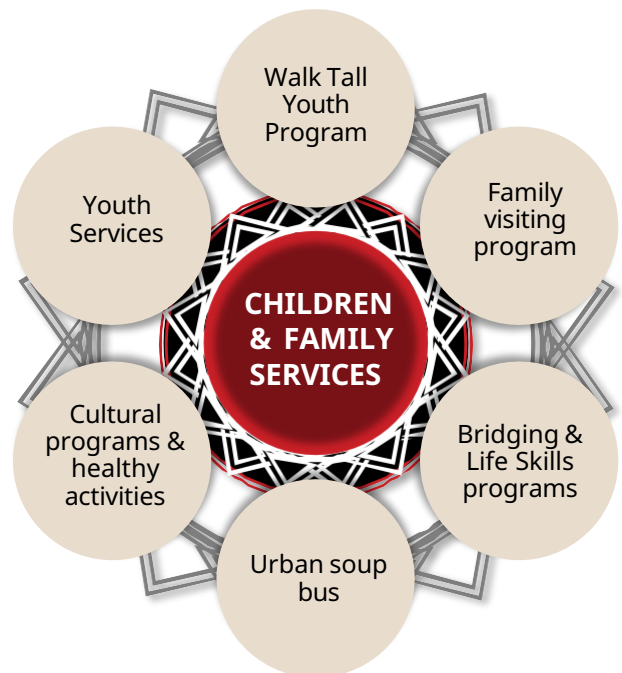 Walk Tall
Youth
Program
Family
visiting
program
Bridging &
Life Skills
programs
Urban soup
bus
Cultural
programs &
healthy
activities
Youth
Services
CHILDREN
& FAMILY
SERVICES